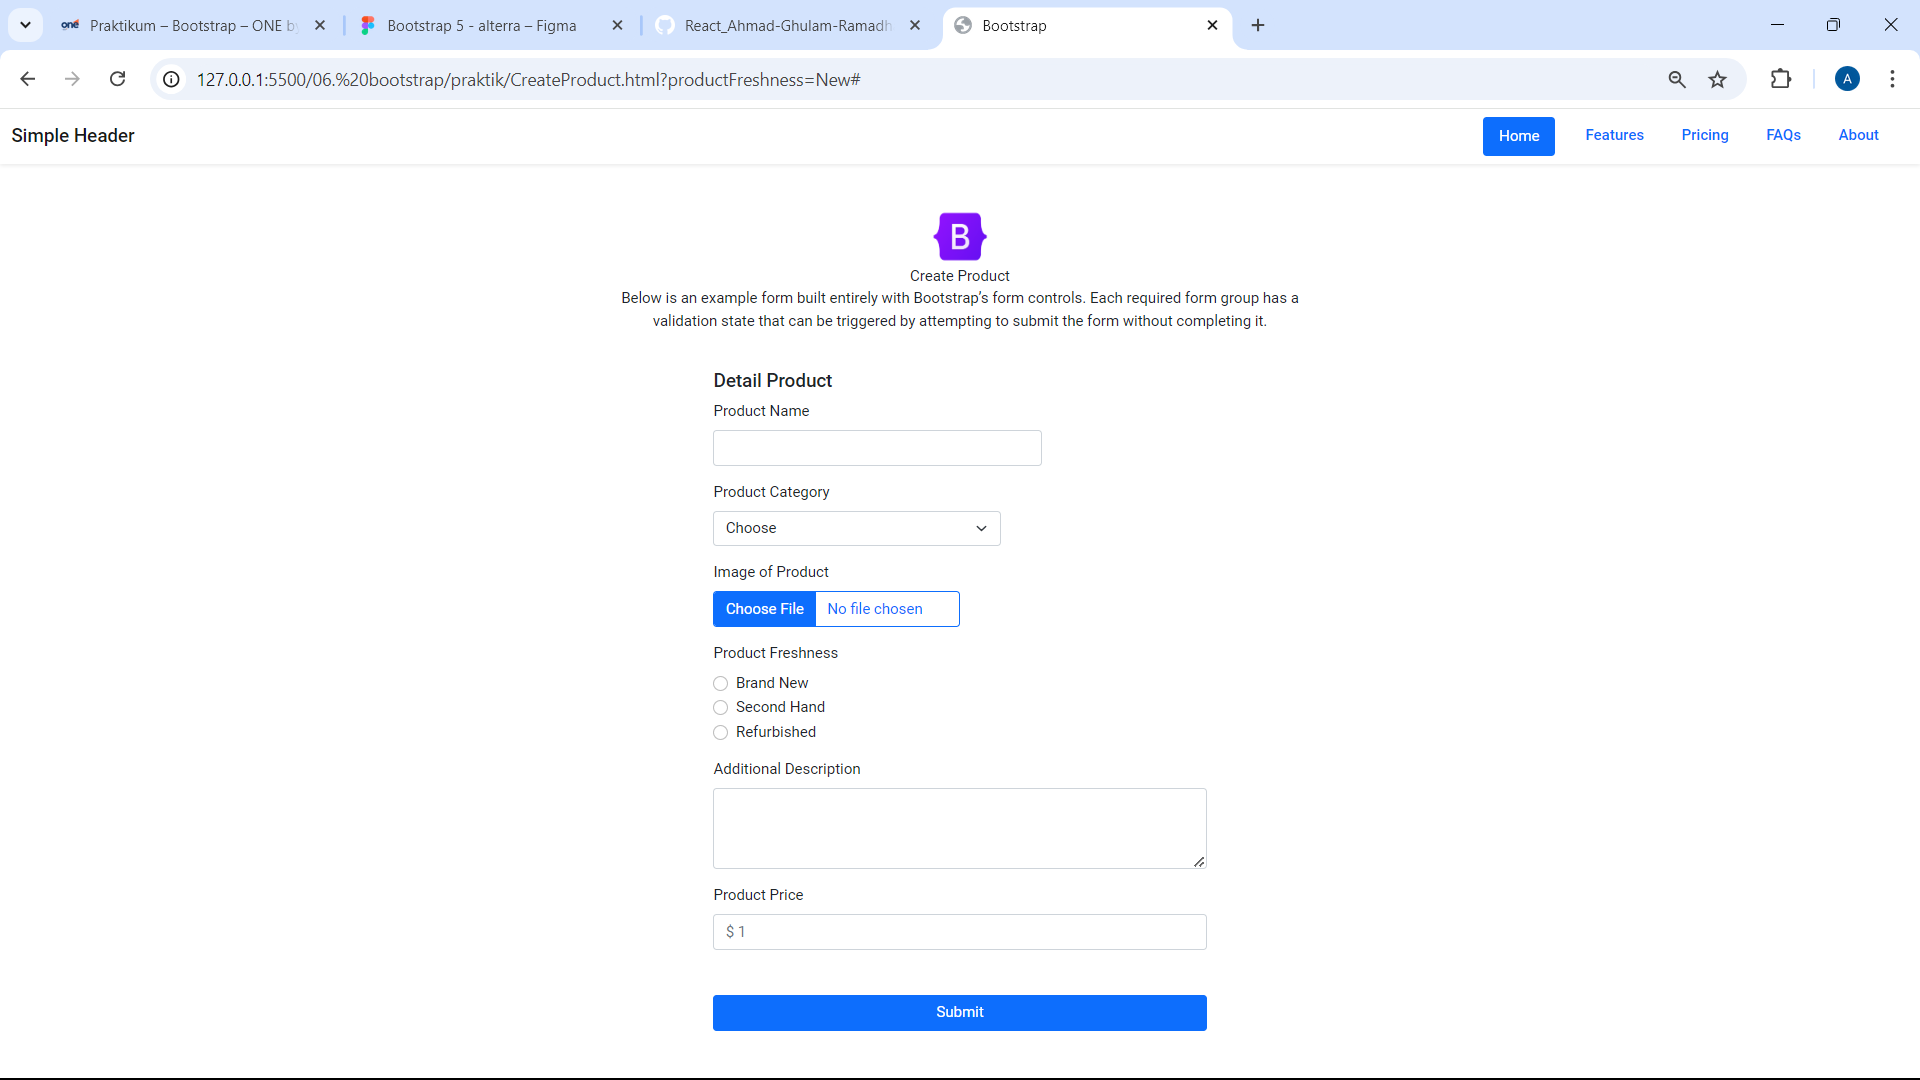 Praktikum – Bootstrap – ONE by
Bootstrap 5 - alterra – Figma
React_Ahmad-Ghulam-Ramadh
Bootstrap
127.0.0.1:5500/06.%20bootstrap/praktik/CreateProduct.html?productFreshness=New#
A
Simple Header
Home
Features
Pricing
FAQs
About
B
Create Product
Below is an example form built entirely with Bootstrap’s form controls. Each required form group has a
validation state that can be triggered by attempting to submit the form without completing it.
Detail Product
Product Name
Product Category
Choose
Image of Product
Choose File No file chosen
Product Freshness
Brand New
Second Hand
Refurbished
Additional Description
Product Price
$ 1
Submit